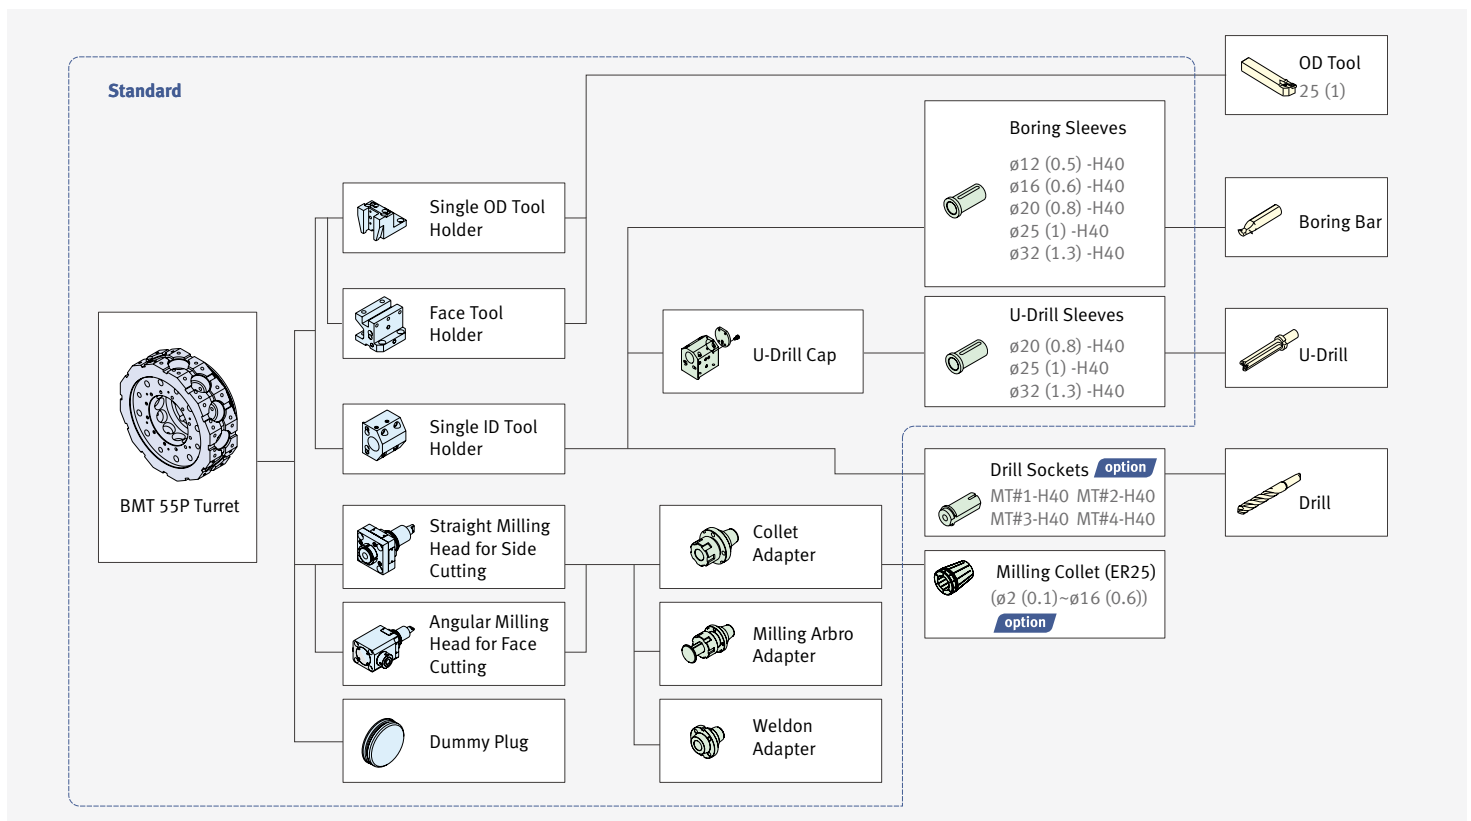 Standard
BMT 55P Turret
Single OD Tool
Holder
Face Tool
Holder
Single ID Tool
Holder
Straight Milling
Head for Side
Cutting
Angular Milling
Head for Face
Cutting
Dummy Plug
U-Drill Cap
Collet
Adapter
Milling Arbro
Adapter
Weldon
Adapter
Boring Sleeves
ø12 (0.5) -H40
ø16 (0.6) -H40
ø20 (0.8) -H40
ø25 (1) -H40
ø32 (1.3) -H40
U-Drill Sleeves
ø20 (0.8) -H40
ø25 (1) -H40
ø32 (1.3) -H40
Drill Sockets option
MT#1-H40 MT#2-H40
MT#3-H40 MT#4-H40
Milling Collet (ER25)
(ø2 (0.1)~ø16 (0.6))
option
OD Tool
25 (1)
Boring Bar
U-Drill
Drill